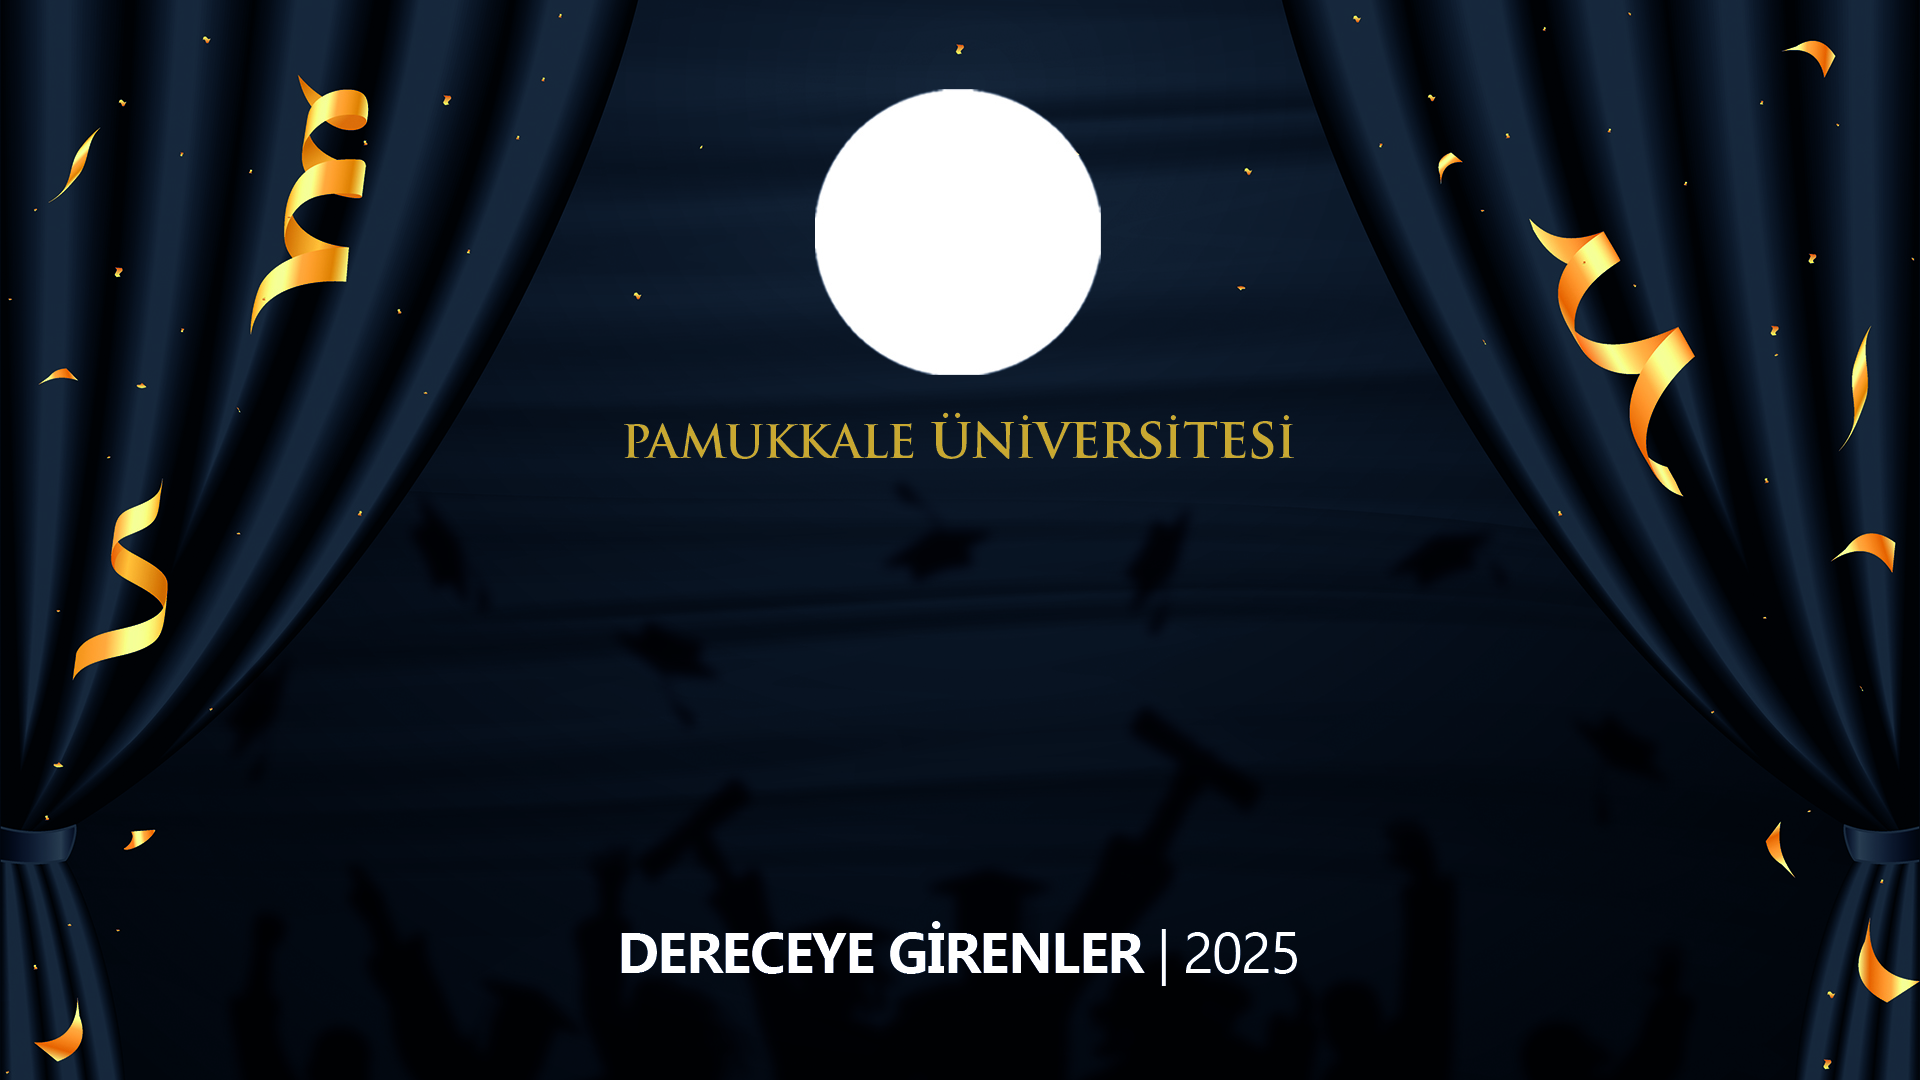 PAMUKKALE ÜNİVERSİTESİ
DERECEYE GİRENLER | 2025